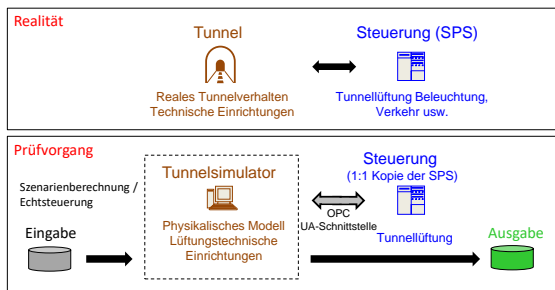 Realität
Tunnel
Steuerung (SPS)
Reales Tunnelverhalten
Technische Einrichtungen
Tunnellüftung Beleuchtung,
Verkehr usw.
Prüfvorgang
Szenarienberechnung /
Echtsteuerung
Eingabe
Tunnelsimulator
Physikalisches Modell
Lüftungstechnische
Einrichtungen
Steuerung
(1:1 Kopie der SPS)
OPC
UA-Schnittstelle
Tunnellüftung
Ausgabe